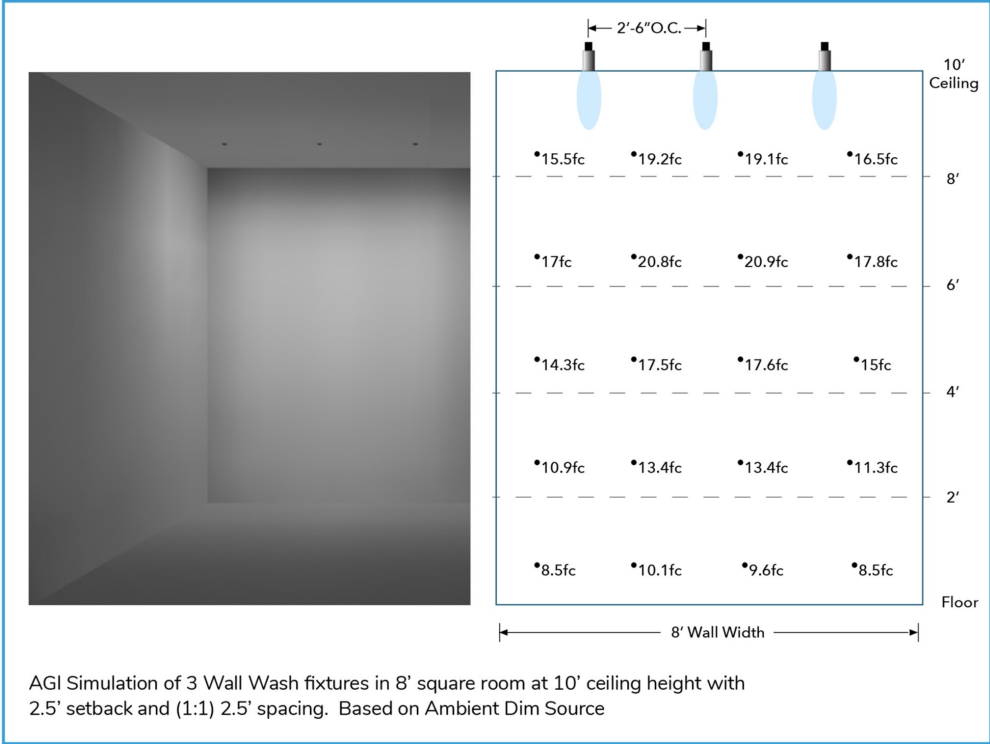 2’-6”O.C.
10’
Ceiling
15.5fc 19.2fc 19.1fc 16.5fc
8’
17fc 20.8fc 20.9fc 17.8fc
6’
14.3fc 17.5fc 17.6fc 15fc
4’
10.9fc 13.4fc 13.4fc 11.3fc
2’
8.5fc 10.1fc 9.6fc 8.5fc
Floor
8’ Wall Width
AGI Simulation of 3 Wall Wash fixtures in 8’ square room at 10’ ceiling height with
2.5’ setback and (1:1) 2.5’ spacing.  Based on Ambient Dim Source